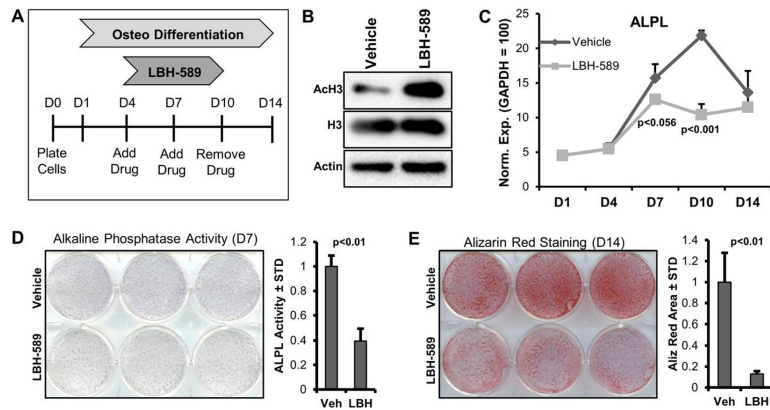 A
Osteo Differentiation
LBH-589
D0 D1 D4 D7 D10 D14
Plate Cells
Add Drug
Add Drug
Remove Drug
B
Vehicle
LBH-589
AcH3
H3
Actin
C
ALPL
Norm. Exp. (GAPDH = 100)
40
35
30
25
20
15
10
5
0
Vehicle
LBH-589
p<0.056
p<0.001
D1 D4 D7 D10 D14
D
Alkaline Phosphatase Activity (D7)
Vehicle
LBH-589
ALPL Activity ± STD
1.2
1
0.8
0.6
0.4
0.2
0
p<0.01
Veh LBH
E
Alizarin Red Staining (D14)
Vehicle
LBH-589
Aliz Red Area ± STD
1.4
1.2
1
0.8
0.6
0.4
0.2
0
p<0.01
Veh LBH